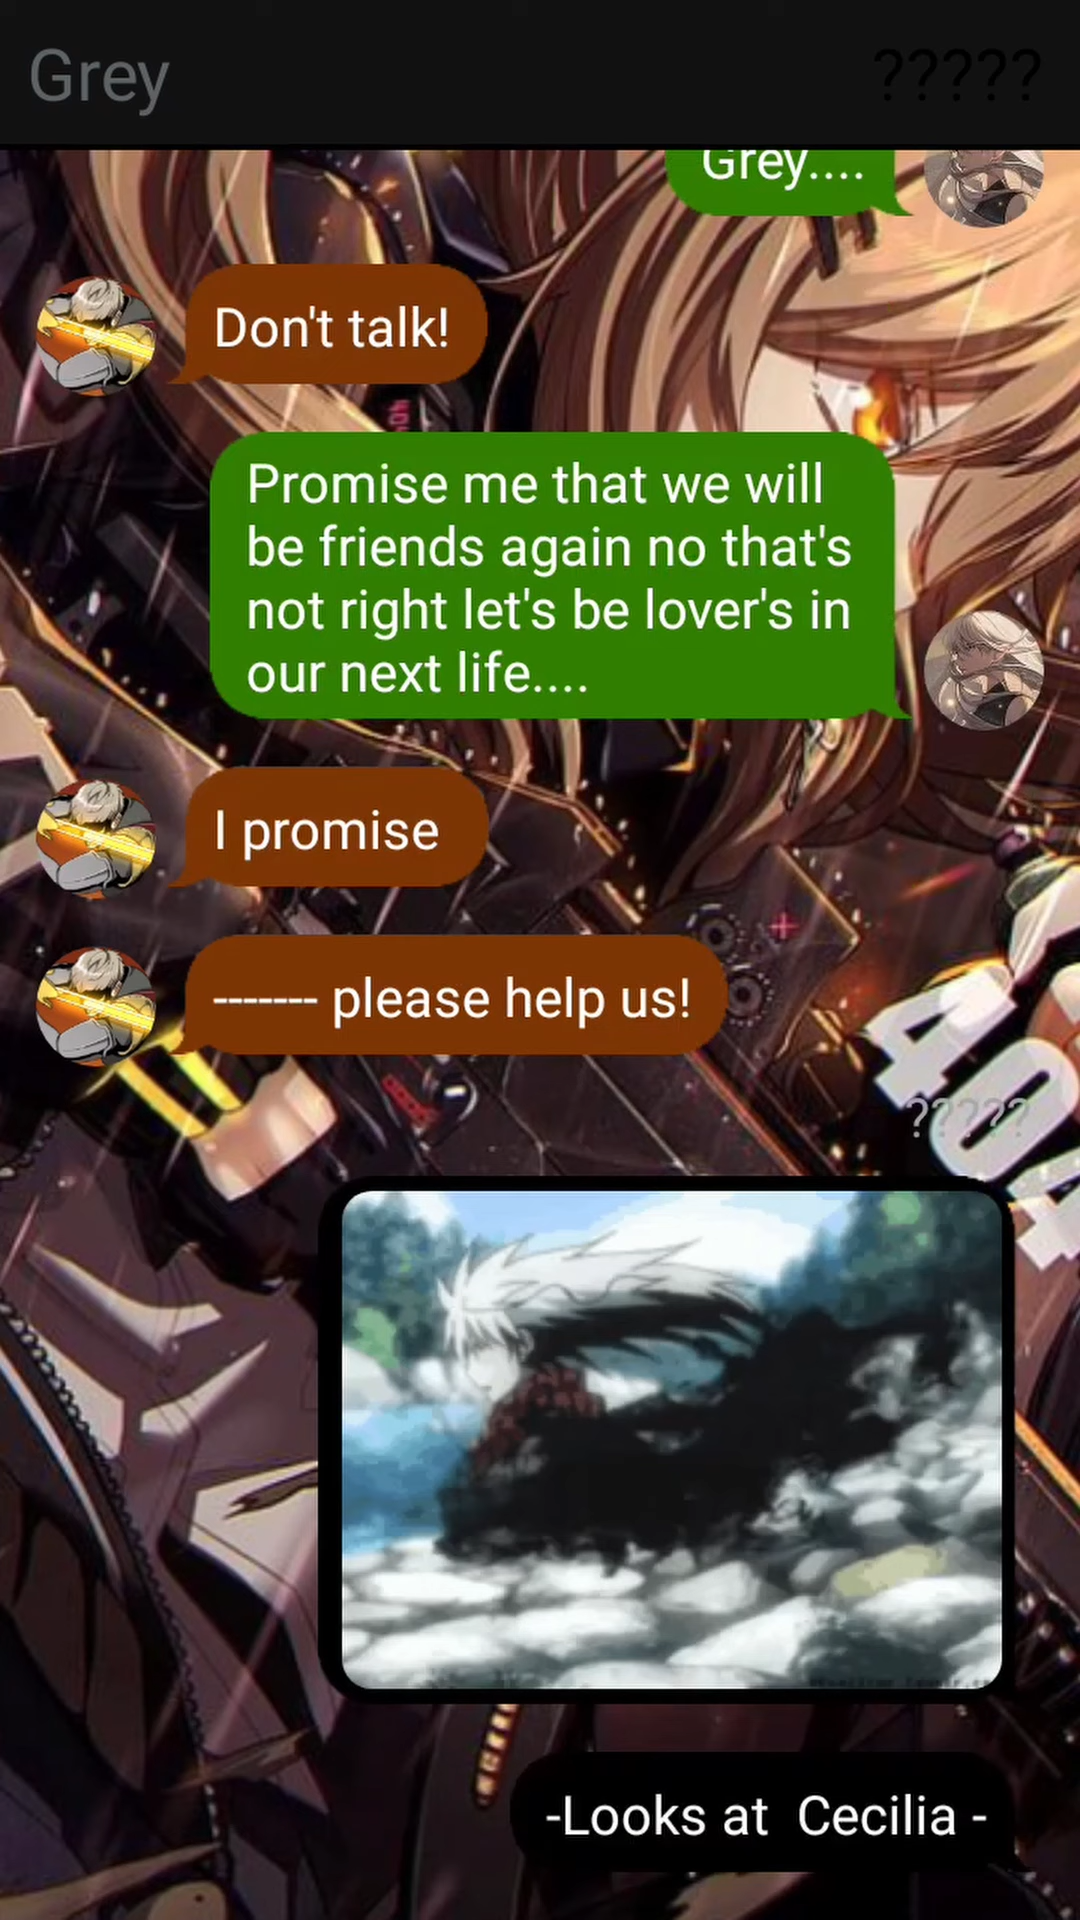 Grey
?????
Grey....
Don't talk!
Promise me that we will
be friends again no that's
not right let's be lover's in
our next life....
I promise
------- please help us!
404
?????
-Looks at  Cecilia -